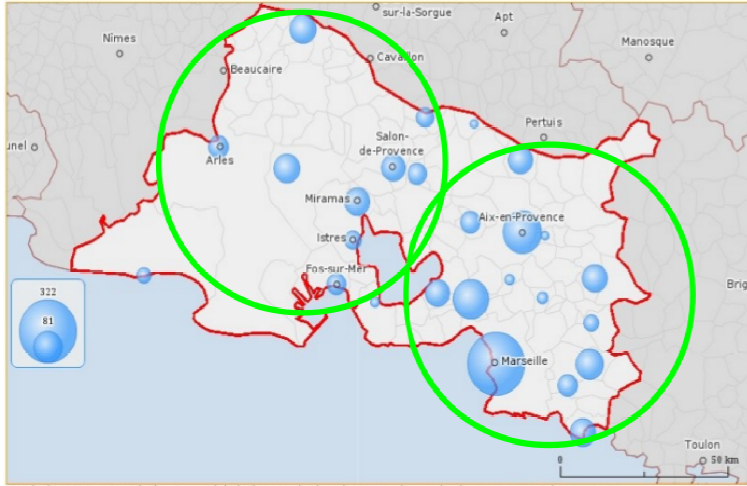 sur-la-Sorgue
Apt
Nîmes
Manosque
Cavaillon
Beaucaire
Pertuis
Salon-
de-Provence
unel
Arles
Miramas
Aix-en-Provence
Istres
Fos-sur-Mer
Brig
322
81
Marseille
Toulon
0
50 km